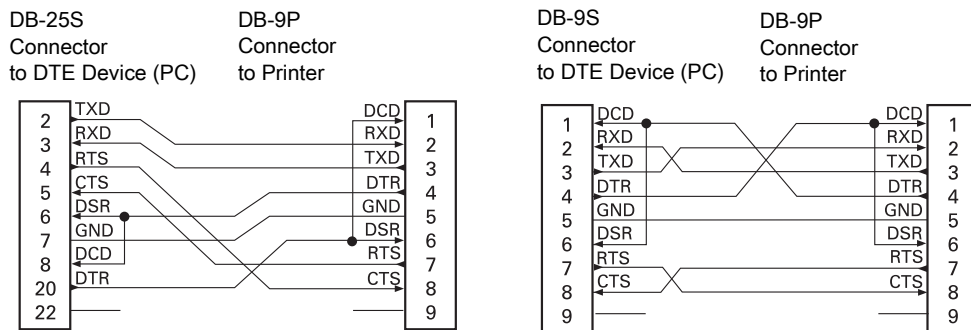 DB-25S
Connector
to DTE Device (PC)
DB-9P
Connector
to Printer
2 TXD DCD 1
3 RXD RXD 2
4 RTS TXD 3
5 CTS DTR 4
6 DSR GND 5
7 GND DSR 6
8 DCD RTS 7
20 DTR CTS 8
22 9
DB-9S
Connector
to DTE Device (PC)
DB-9P
Connector
to Printer
1 DCD DCD 1
2 RXD RXD 2
3 TXD TXD 3
4 DTR DTR 4
5 GND GND 5
6 DSR DSR 6
7 RTS RTS 7
8 CTS CTS 8
9 9